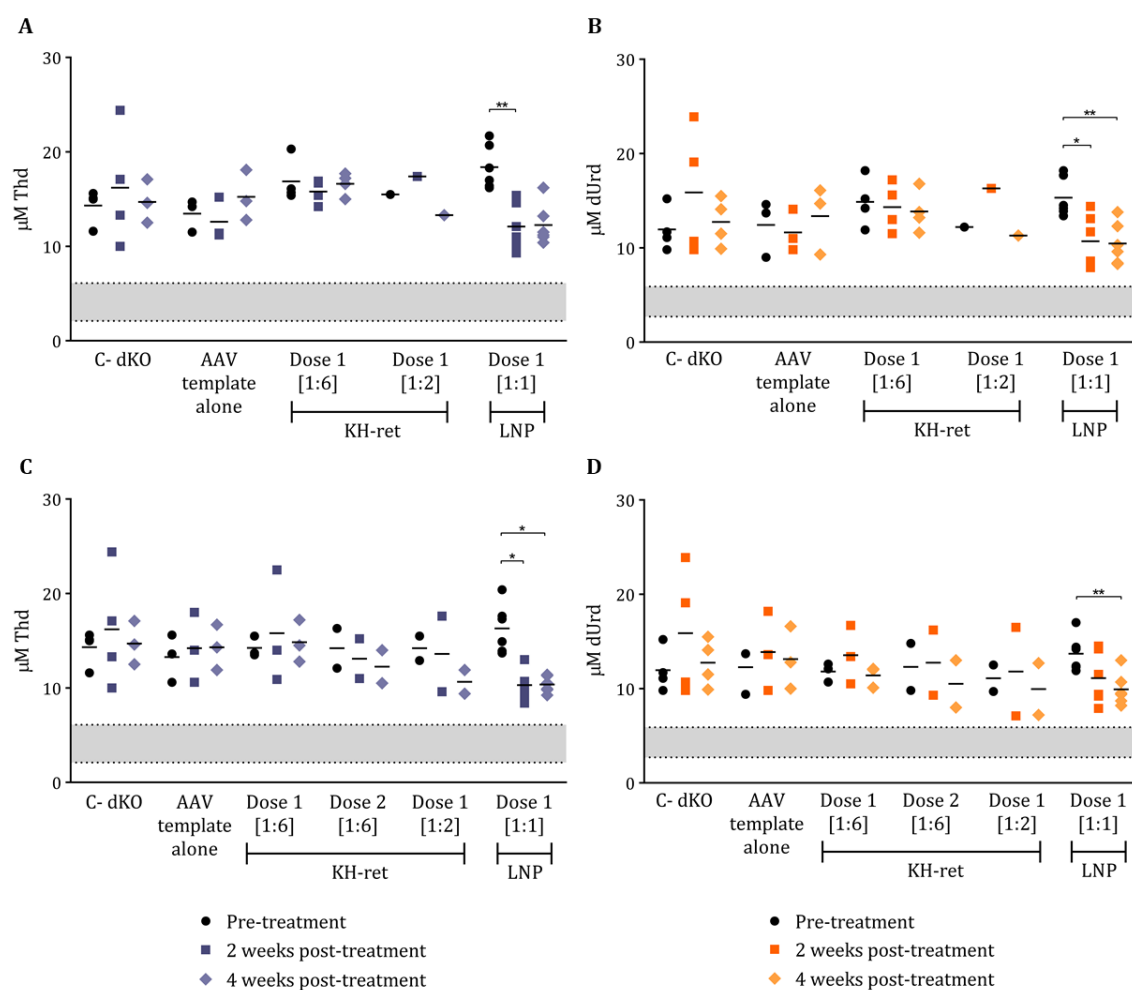 A
B
30
20
10
0
µM Thd
C- dKO
AAV
template
alone
Dose 1
[1:6]
Dose 1
[1:2]
Dose 1
[1:1]
KH-ret
LNP
**
30
20
10
0
µM dUrd
C- dKO
AAV
template
alone
Dose 1
[1:6]
Dose 1
[1:2]
Dose 1
[1:1]
KH-ret
LNP
**
*
C
D
30
20
10
0
µM Thd
C- dKO
AAV
template
alone
Dose 1
[1:6]
Dose 2
[1:6]
Dose 1
[1:2]
Dose 1
[1:1]
KH-ret
LNP
*
*
30
20
10
0
µM dUrd
C- dKO
AAV
template
alone
Dose 1
[1:6]
Dose 2
[1:6]
Dose 1
[1:2]
Dose 1
[1:1]
KH-ret
LNP
**
Pre-treatment
2 weeks post-treatment
4 weeks post-treatment
Pre-treatment
2 weeks post-treatment
4 weeks post-treatment